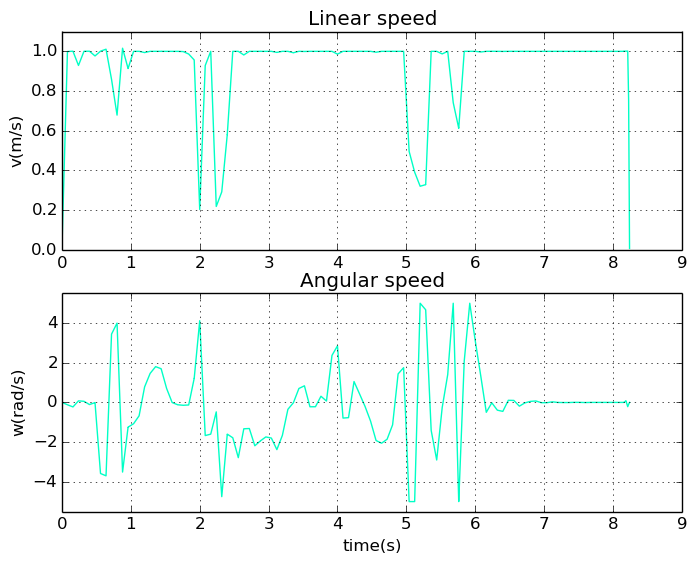 Linear speed
1.0
0.8
0.6
0.4
0.2
0.0
v(m/s)
0 1 2 3 4 5 6 7 8 9
Angular speed
4
2
0
−2
−4
w(rad/s)
0 1 2 3 4 5 6 7 8 9
time(s)